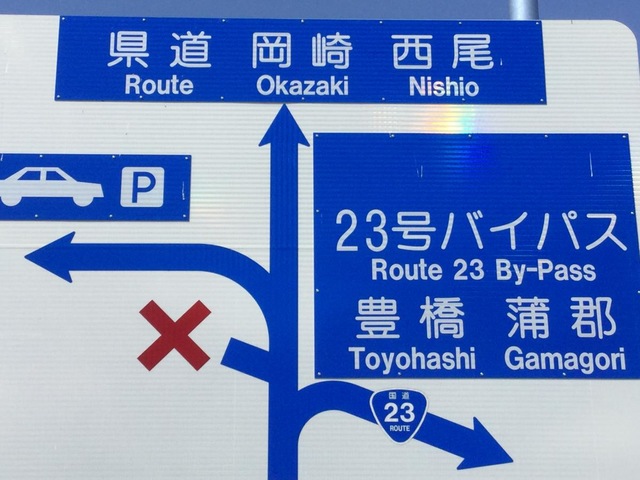 県道 岡崎 西尾
Route Okazaki Nishio
P
23号バイパス
Route 23 By-Pass
豊橋 蒲郡
Toyohashi Gamagori
国道
23
ROUTE